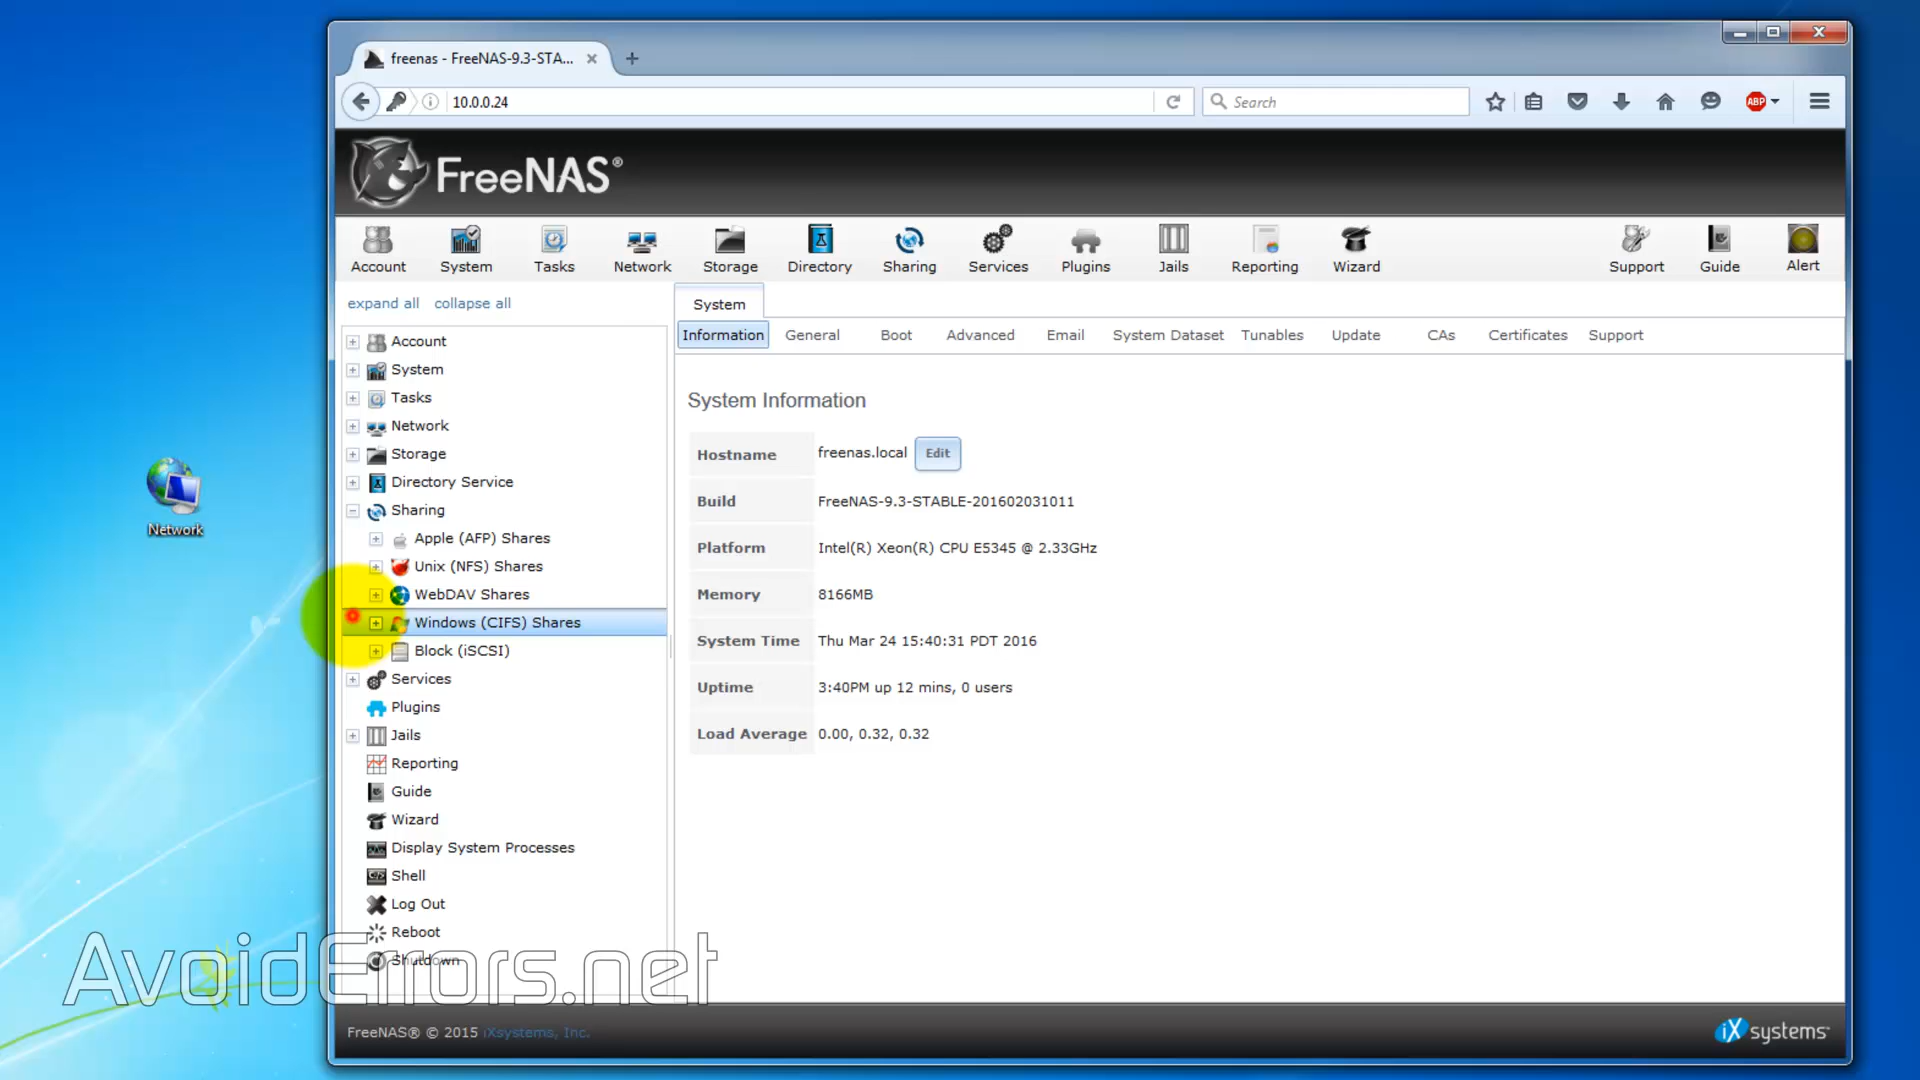 freenas - FreeNAS-9.3-STA...
10.0.0.24
Search
ABP
FreeNAS®
Account System Tasks Network Storage Directory Sharing Services Plugins Jails Reporting Wizard Support Guide Alert
expand all collapse all
System
Information General Boot Advanced Email System Dataset Tunables Update CAs Certificates Support
Account
System
Tasks
Network
Storage
Directory Service
Sharing
Apple (AFP) Shares
Unix (NFS) Shares
WebDAV Shares
Windows (CIFS) Shares
Block (iSCSI)
Services
Plugins
Jails
Reporting
Guide
Wizard
Display System Processes
Shell
Log Out
Reboot
Shutdown
System Information
Hostname freenas.local Edit
Build FreeNAS-9.3-STABLE-201602031011
Platform Intel(R) Xeon(R) CPU E5345 @ 2.33GHz
Memory 8166MB
System Time Thu Mar 24 15:40:31 PDT 2016
Uptime 3:40PM up 12 mins, 0 users
Load Average 0.00, 0.32, 0.32
Network
AvoidErrors.net
FreeNAS® © 2015 iXsystems, Inc.
iXsystems